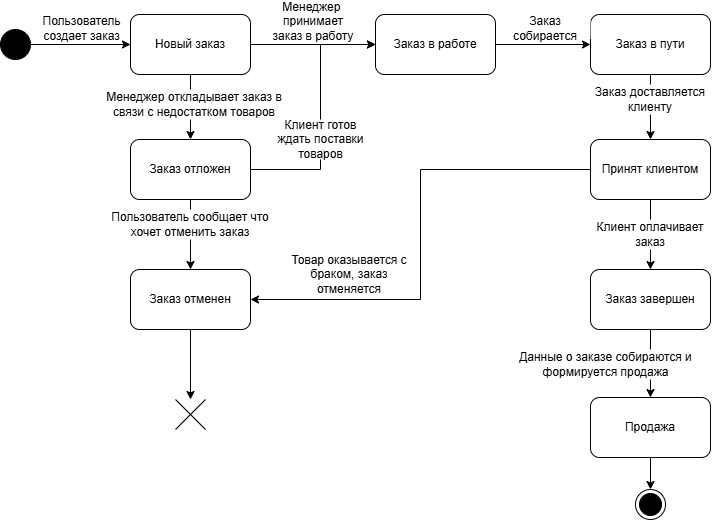 Пользователь
создает заказ
Новый заказ
Менеджер
принимает
заказ в работу
Заказ в работе
Заказ
собирается
Заказ в пути
Менеджер откладывает заказ в
связи с недостатком товаров
Клиент готов
ждать поставки
товаров
Заказ доставляется
клиенту
Заказ отложен
Принят клиентом
Пользователь сообщает что
хочет отменить заказ
Клиент оплачивает
заказ
Товар оказывается с
браком, заказ
отменяется
Заказ отменен
Заказ завершен
Данные о заказе собираются и
формируется продажа
Продажа